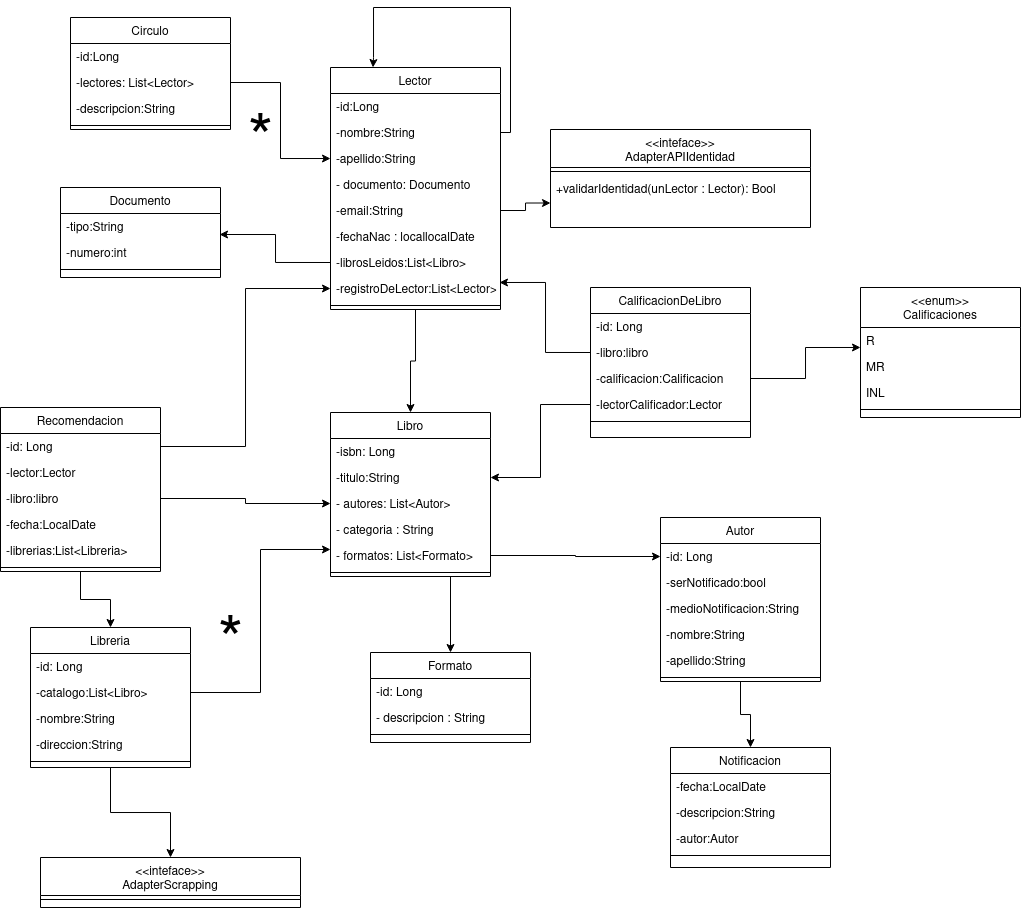 Circulo
-id:Long
-lectores: List<Lector>
-descripcion:String
*
Lector
-id:Long
-nombre:String
-apellido:String
- documento: Documento
-email:String
-fechaNac : locallocalDate
-librosLeidos:List<Libro>
-registroDeLector:List<Lector>
<<inteface>>
AdapterAPIIdentidad
+validarIdentidad(unLector : Lector): Bool
Documento
-tipo:String
-numero:int
CalificacionDeLibro
-id: Long
-libro:libro
-calificacion:Calificacion
-lectorCalificador:Lector
<<enum>>
Calificaciones
R
MR
INL
Recomendacion
-id: Long
-lector:Lector
-libro:libro
-fecha:LocalDate
-librerias:List<Libreria>
Libro
-isbn: Long
-titulo:String
- autores: List<Autor>
- categoria : String
- formatos: List<Formato>
Autor
-id: Long
-serNotificado:bool
-medioNotificacion:String
-nombre:String
-apellido:String
*
Libreria
-id: Long
-catalogo:List<Libro>
-nombre:String
-direccion:String
Formato
-id: Long
- descripcion : String
Notificacion
-fecha:LocalDate
-descripcion:String
-autor:Autor
<<inteface>>
AdapterScrapping